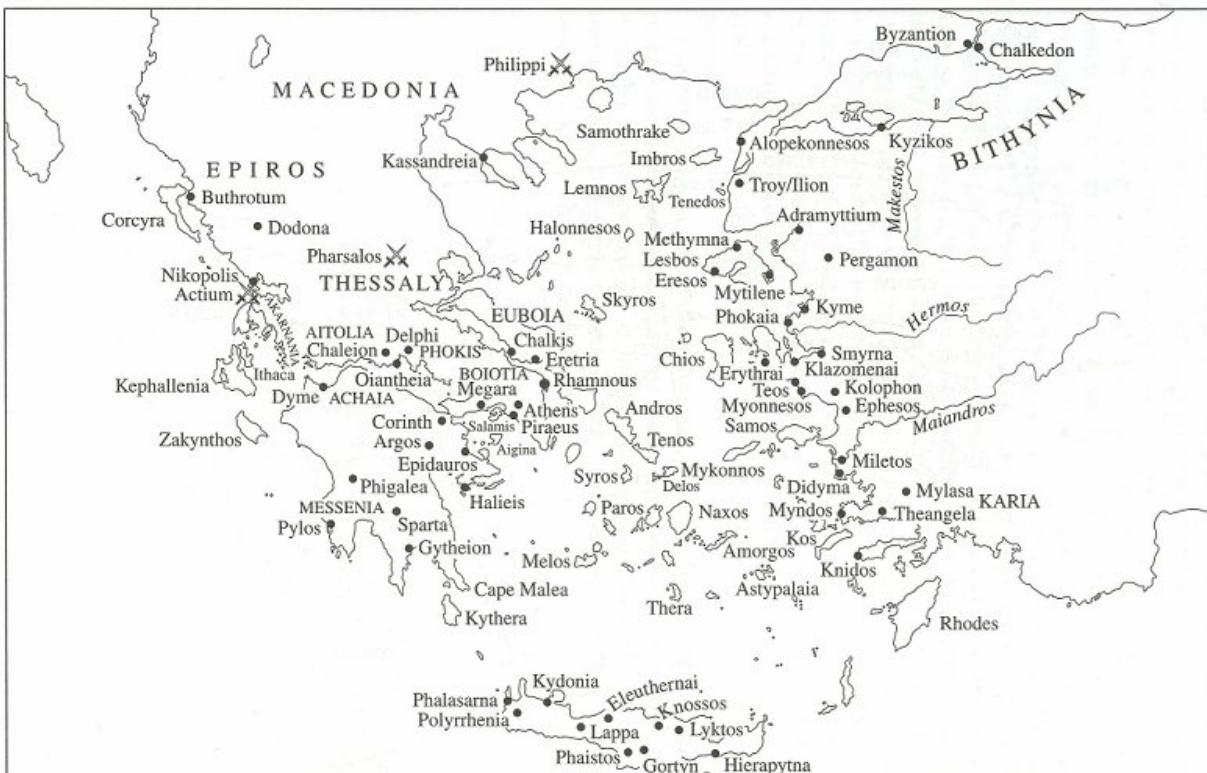 Byzantion
Chalkedon
Philippi
MACEDONIA
BITHYNIA
Samothrake
Alopekonnesos
Kyzikos
Kassandreia
Imbros
EPIROS
Lemnos
Troy/Ilion
Makestos
Buthrotum
Tenedos
Corcyra
Dodona
Halonnesos
Adramyttium
Pharsalos
Methymna
Lesbos
Pergamon
Nikopolis
THESSALY
Eresos
Actium
Mytilene
Skyros
Kyme
Hermos
KARNANIA
EUBOIA
Phokaia
AITOLIA
Delphi
Chalkjs
Chaleion
PHOKIS
Eretria
Chios
Smyrna
Ithaca
Erythrai
Klazomenai
Kephallenia
Oiantheia
BOIOTIA
Rhamnous
Dyme
ACHAIA
Megara
Teos
Kolophon
Athens
Andros
Myonnesos
Ephesos
Zakynthos
Corinth
Salamis
Piraeus
Samos
Maiandros
Argos
Aigina
Tenos
Epidauros
Miletos
Syros
Mykonnos
Delos
Didyma
Phigalea
Halieis
Mylasa
KARIA
MESSENIA
Paros
Naxos
Myndos
Theangela
Pylos
Sparta
Kos
Gytheion
Melos
Amorgos
Knidos
Cape Malea
Astypalaia
Thera
Kythera
Rhodes
Kydonia
Eleuthernai
Phalasarna
Knossos
Polyrrhenia
Lappa
Lyktos
Phaistos
Gortyn
Hierapytna